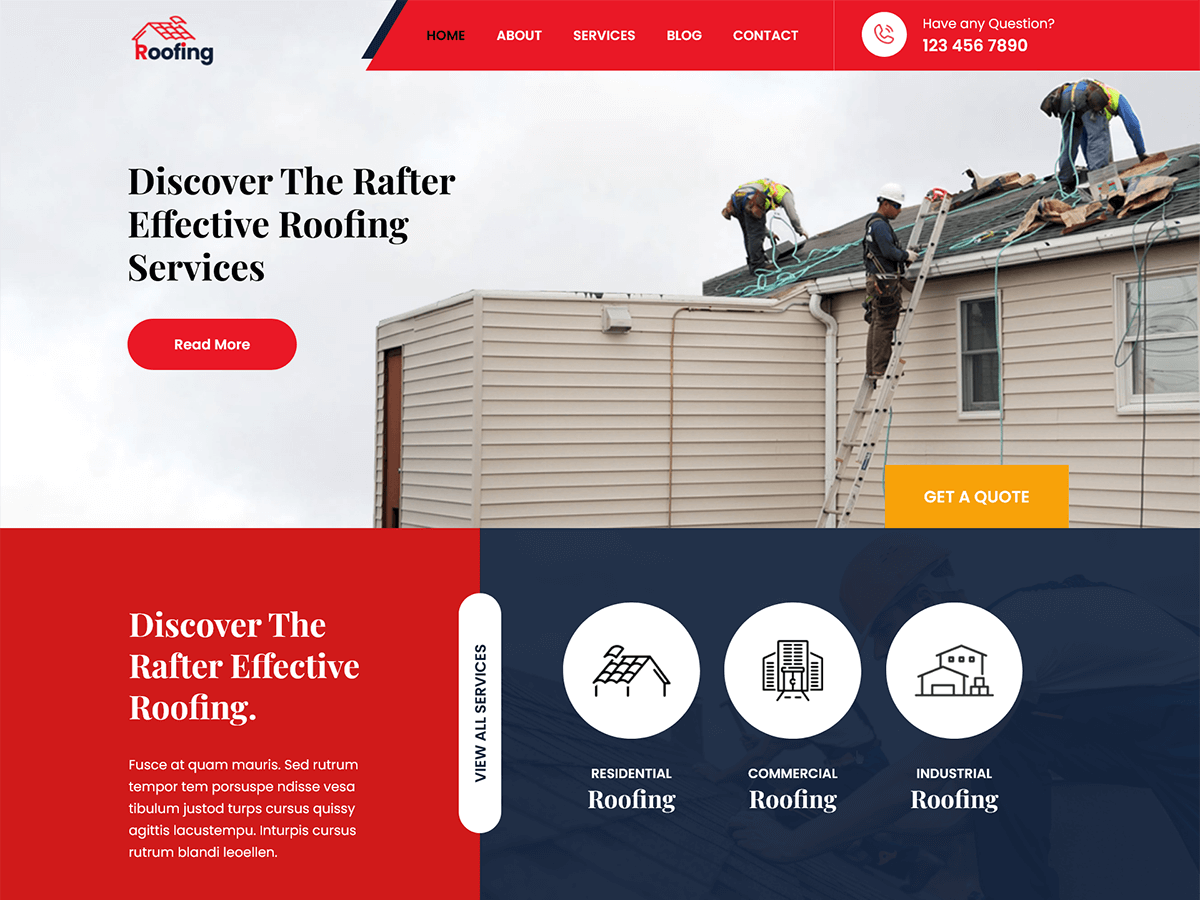 Roofing
HOME ABOUT SERVICES BLOG CONTACT
Have any Question?
123 456 7890
Discover The Rafter
Effective Roofing
Services
Read More
GET A QUOTE
Discover The
Rafter Effective
Roofing.
Fusce at quam mauris. Sed rutrum
tempor tem porsuspe ndisse vesa
tibulum justod turps cursus quissy
agittis lacustempu. Inturpis cursus
rutrum blandi leoellen.
VIEW ALL SERVICES
RESIDENTIAL
Roofing
COMMERCIAL
Roofing
INDUSTRIAL
Roofing